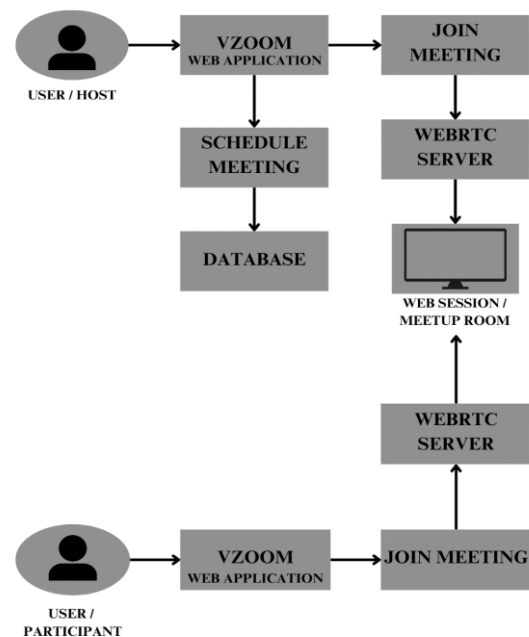 VZOOM
WEB APPLICATION
JOIN
MEETING
USER / HOST
SCHEDULE
MEETING
WEBRTC
SERVER
DATABASE
WEB SESSION /
MEETUP ROOM
WEBRTC
SERVER
VZOOM
WEB APPLICATION
JOIN MEETING
USER /
PARTICIPANT